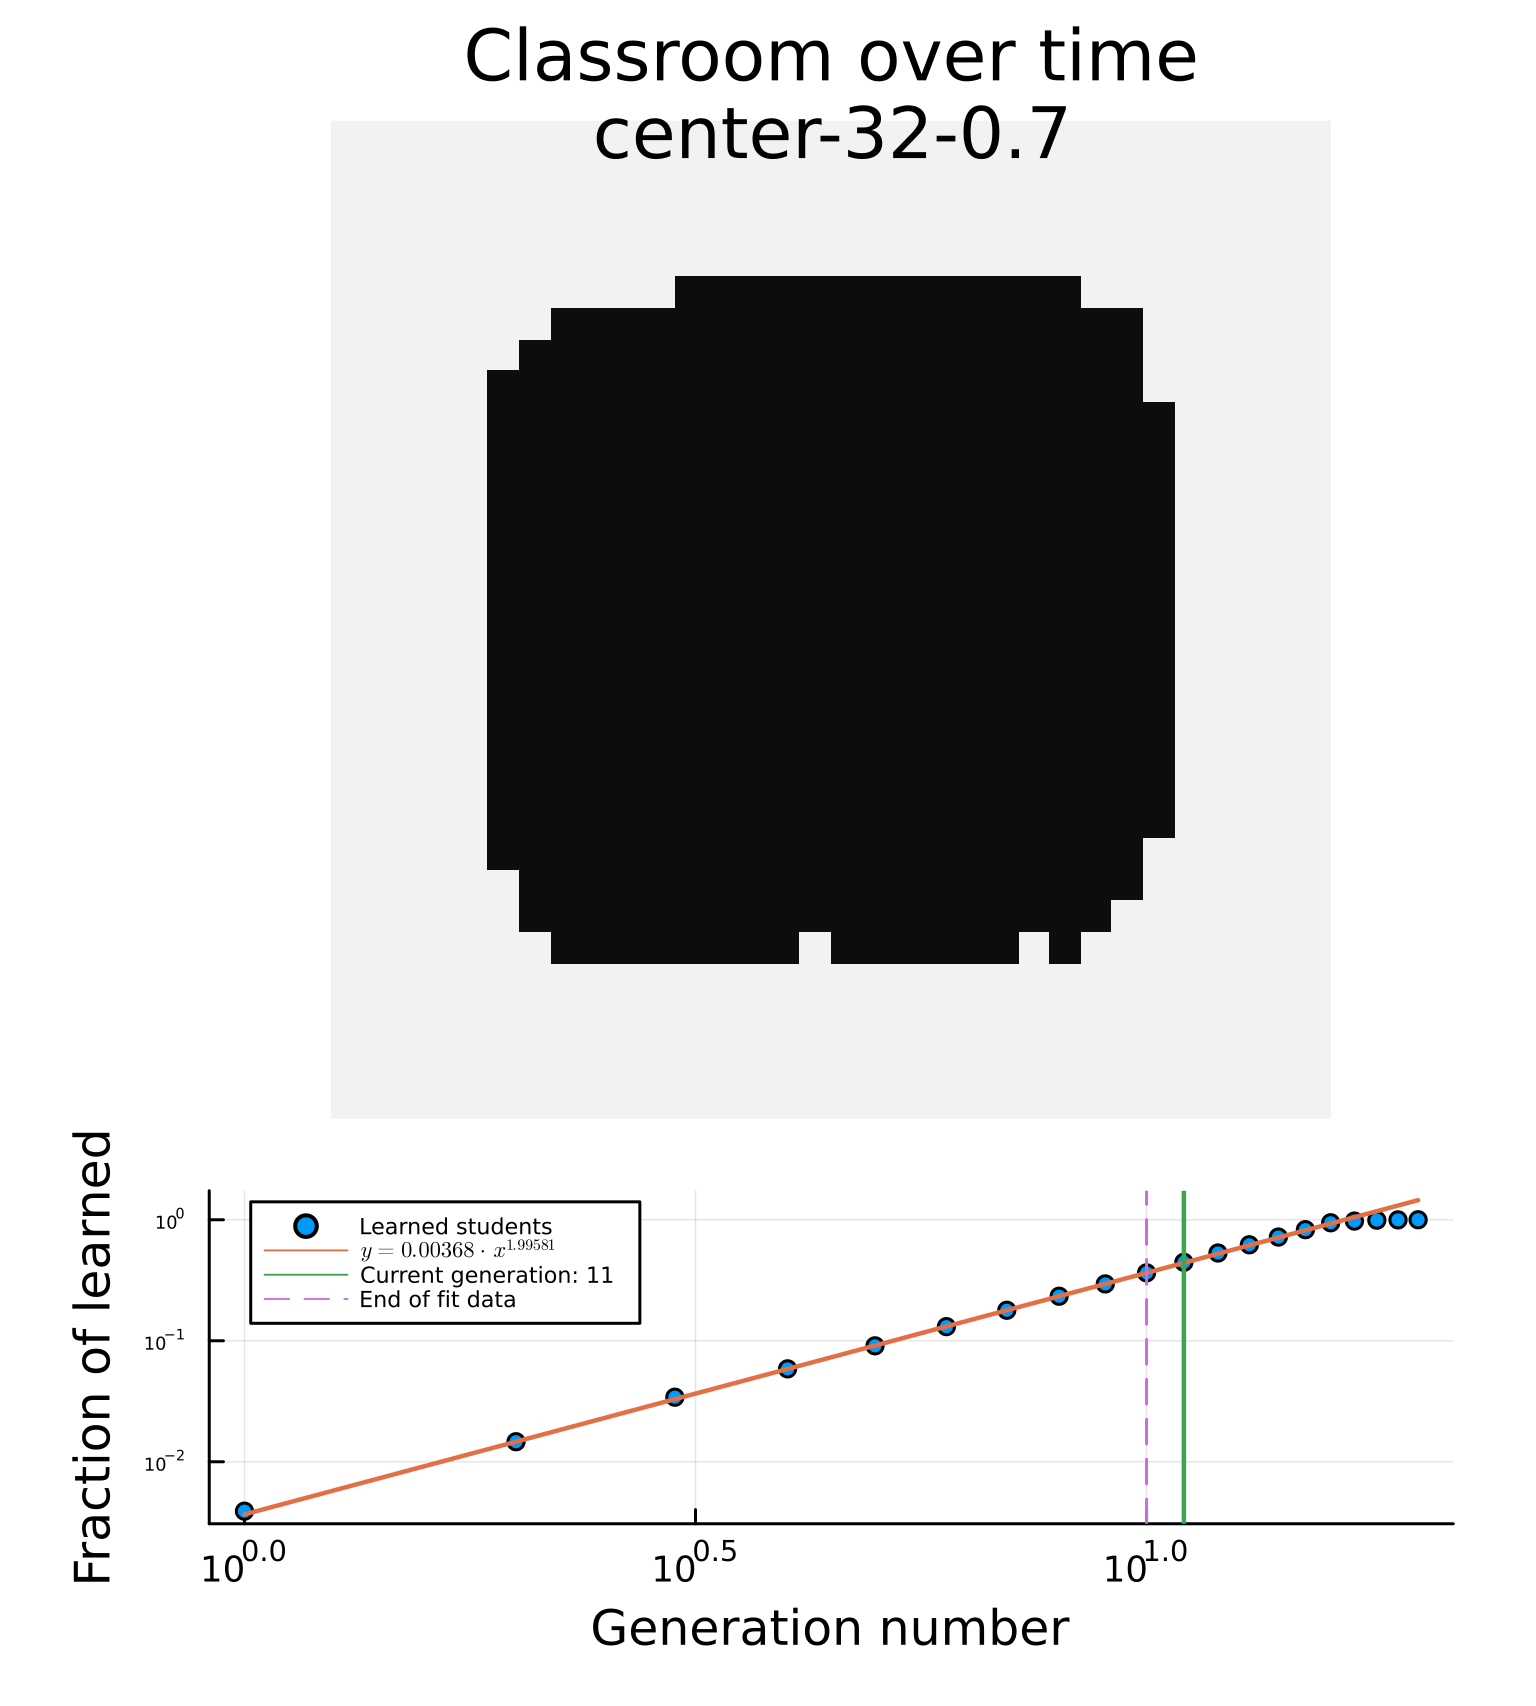 Classroom over time
center-32-0.7
Fraction of learned
10⁰
10⁻¹
10⁻²
Learned students
y = 0.00368 · x^1.99581
Current generation: 11
End of fit data
10^0.0 10^0.5 10^1.0
Generation number